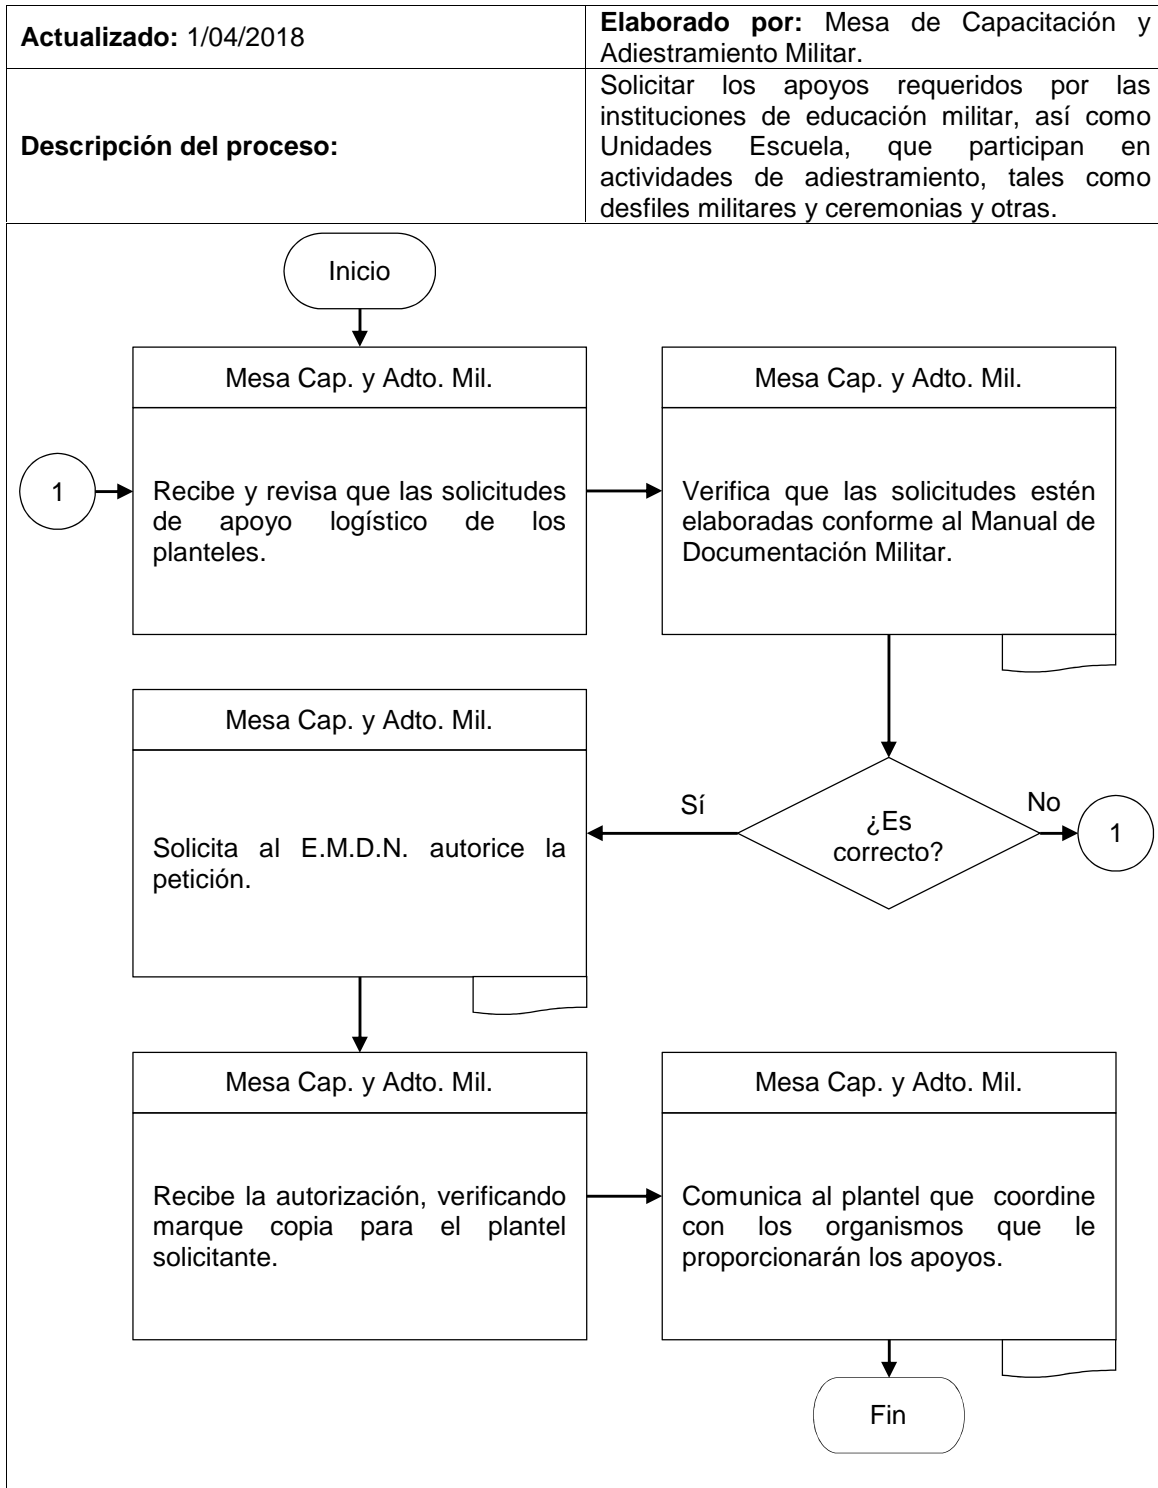 Actualizado: 1/04/2018
Elaborado por: Mesa de Capacitación y
Adiestramiento Militar.
Descripción del proceso:
Solicitar los apoyos requeridos por las
instituciones de educación militar, así como
Unidades Escuela, que participan en
actividades de adiestramiento, tales como
desfiles militares y ceremonias y otras.
Inicio
Mesa Cap. y Adto. Mil.
1
Recibe y revisa que las solicitudes
de apoyo logístico de los
planteles.
Mesa Cap. y Adto. Mil.
Verifica que las solicitudes estén
elaboradas conforme al Manual de
Documentación Militar.
¿Es
correcto?
No
1
Sí
Mesa Cap. y Adto. Mil.
Solicita al E.M.D.N. autorice la
petición.
Mesa Cap. y Adto. Mil.
Recibe la autorización, verificando
marque copia para el plantel
solicitante.
Mesa Cap. y Adto. Mil.
Comunica al plantel que coordine
con los organismos que le
proporcionarán los apoyos.
Fin